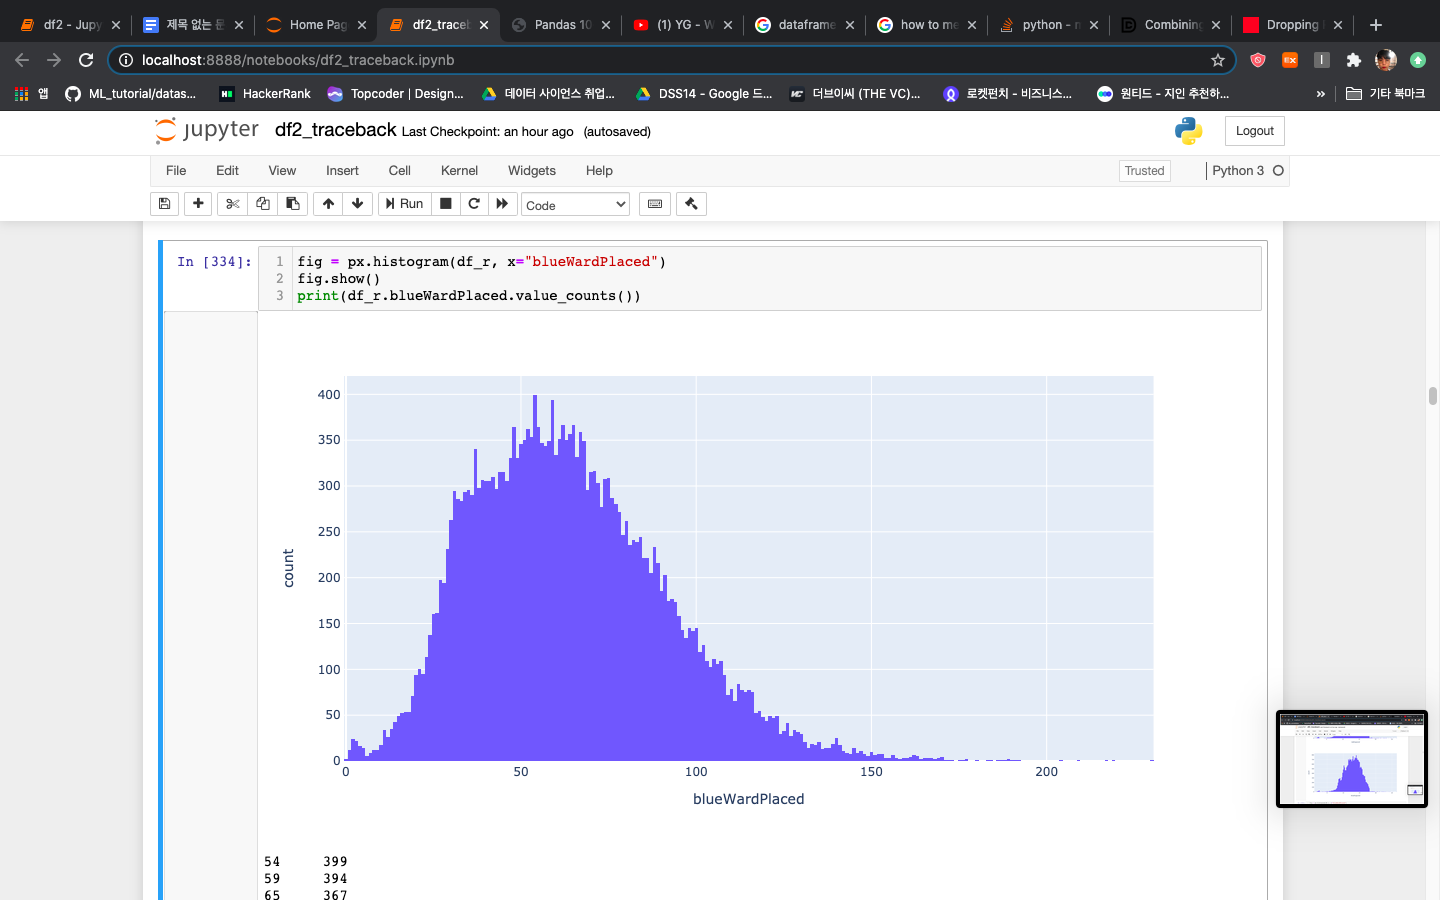 df2 - Jupy
제목 없는 문
Home Pag
df2_traceb
Pandas 10
(1) YG - W
dataframe
how to me
python - n
Combining
Dropping
localhost:8888/notebooks/df2_traceback.ipynb
앱
ML_tutorial/datas...
HackerRank
Topcoder | Design...
데이터 사이언스 취업...
DSS14 - Google 드...
더브이씨 (THE VC)...
로켓펀치 - 비즈니스...
원티드 - 지인 추천하...
»
기타 북마크
jupyter df2_traceback Last Checkpoint: an hour ago (autosaved)
Logout
File Edit View Insert Cell Kernel Widgets Help
Trusted
Python 3
Run
Code
In [334]:
1 fig = px.histogram(df_r, x="blueWardPlaced")
2 fig.show()
3 print(df_r.blueWardPlaced.value_counts())
400
350
300
250
200
150
100
50
0
count
0 50 100 150 200
blueWardPlaced
54 399
59 394
65 367